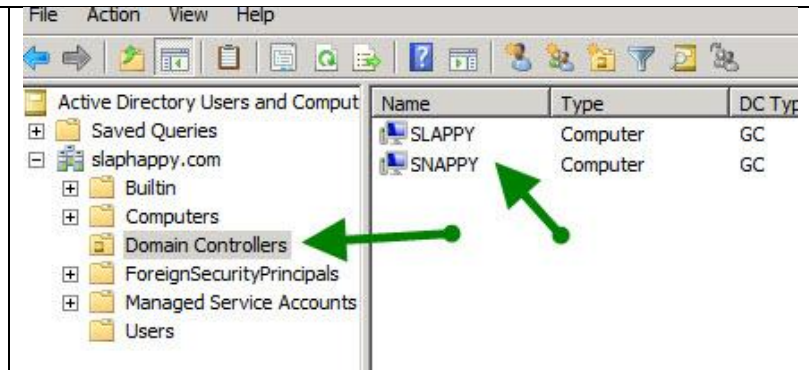 File Action View Help
Active Directory Users and Comput
Saved Queries
slaphappy.com
Builtin
Computers
Domain Controllers
ForeignSecurityPrincipals
Managed Service Accounts
Users
Name Type DC Typ
SLAPPY Computer GC
SNAPPY Computer GC